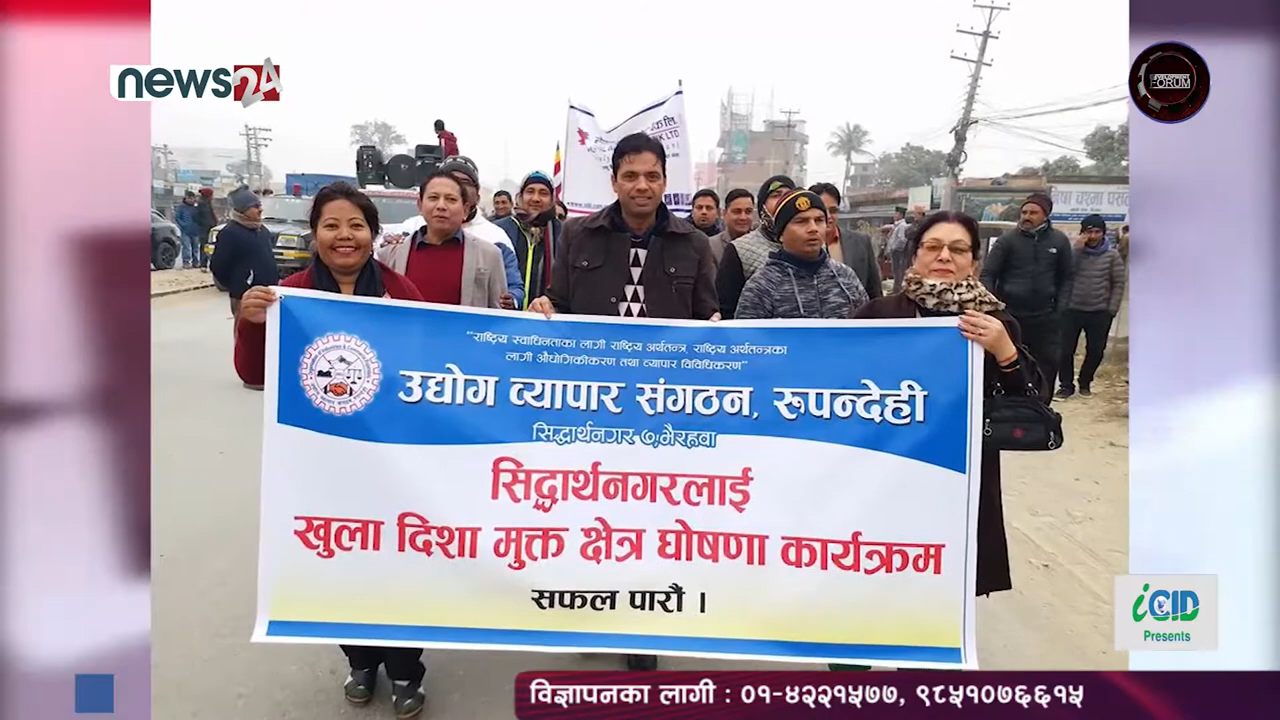 news24
DEVELOPMENT
FORUM
"राष्ट्रिय स्वाधिनताका लागी राष्ट्रिय अर्थतन्त्र, राष्ट्रिय अर्थतन्त्रका
लागी औद्योगिकीकरण तथा व्यापार विविधिकरण"
उद्योग व्यापार संगठन, रुपन्देही
सिद्धार्थनगर ७,भैरहवा
सिद्धार्थनगरलाई
खुला दिशा मुक्त क्षेत्र घोषणा कार्यक्रम
सफल पारौं ।
iCID
Presents
विज्ञापनका लागी : ०१-४२२१५७७, ९८५१०७६६१५